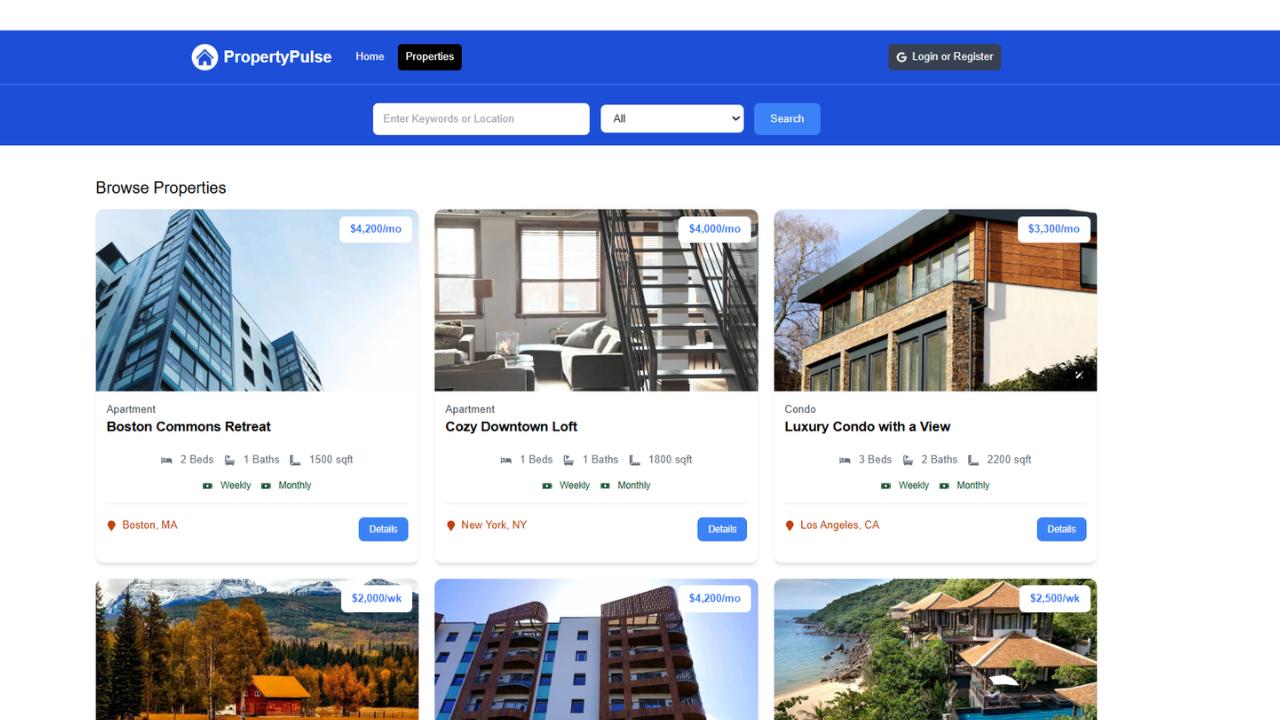 PropertyPulse Home Properties Login or Register
Enter Keywords or Location All Search
Browse Properties
$4,200/mo
Apartment
Boston Commons Retreat
2 Beds 1 Baths 1500 sqft
Weekly Monthly
Boston, MA Details
$4,000/mo
Apartment
Cozy Downtown Loft
1 Beds 1 Baths 1800 sqft
Weekly Monthly
New York, NY Details
$3,300/mo
Condo
Luxury Condo with a View
3 Beds 2 Baths 2200 sqft
Weekly Monthly
Los Angeles, CA Details
$2,000/wk
$4,200/mo
$2,500/wk